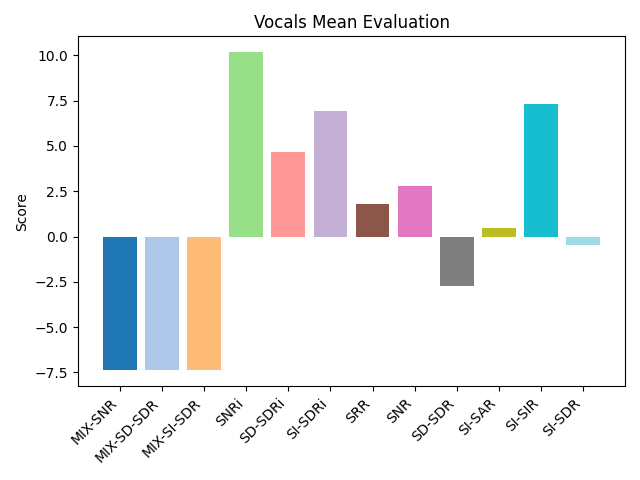 Vocals Mean Evaluation
Score
10.0
7.5
5.0
2.5
0.0
−2.5
−5.0
−7.5
MIX-SNR
MIX-SD-SDR
MIX-SI-SDR
SNRi
SD-SDRi
SI-SDRi
SRR
SNR
SD-SDR
SI-SAR
SI-SIR
SI-SDR